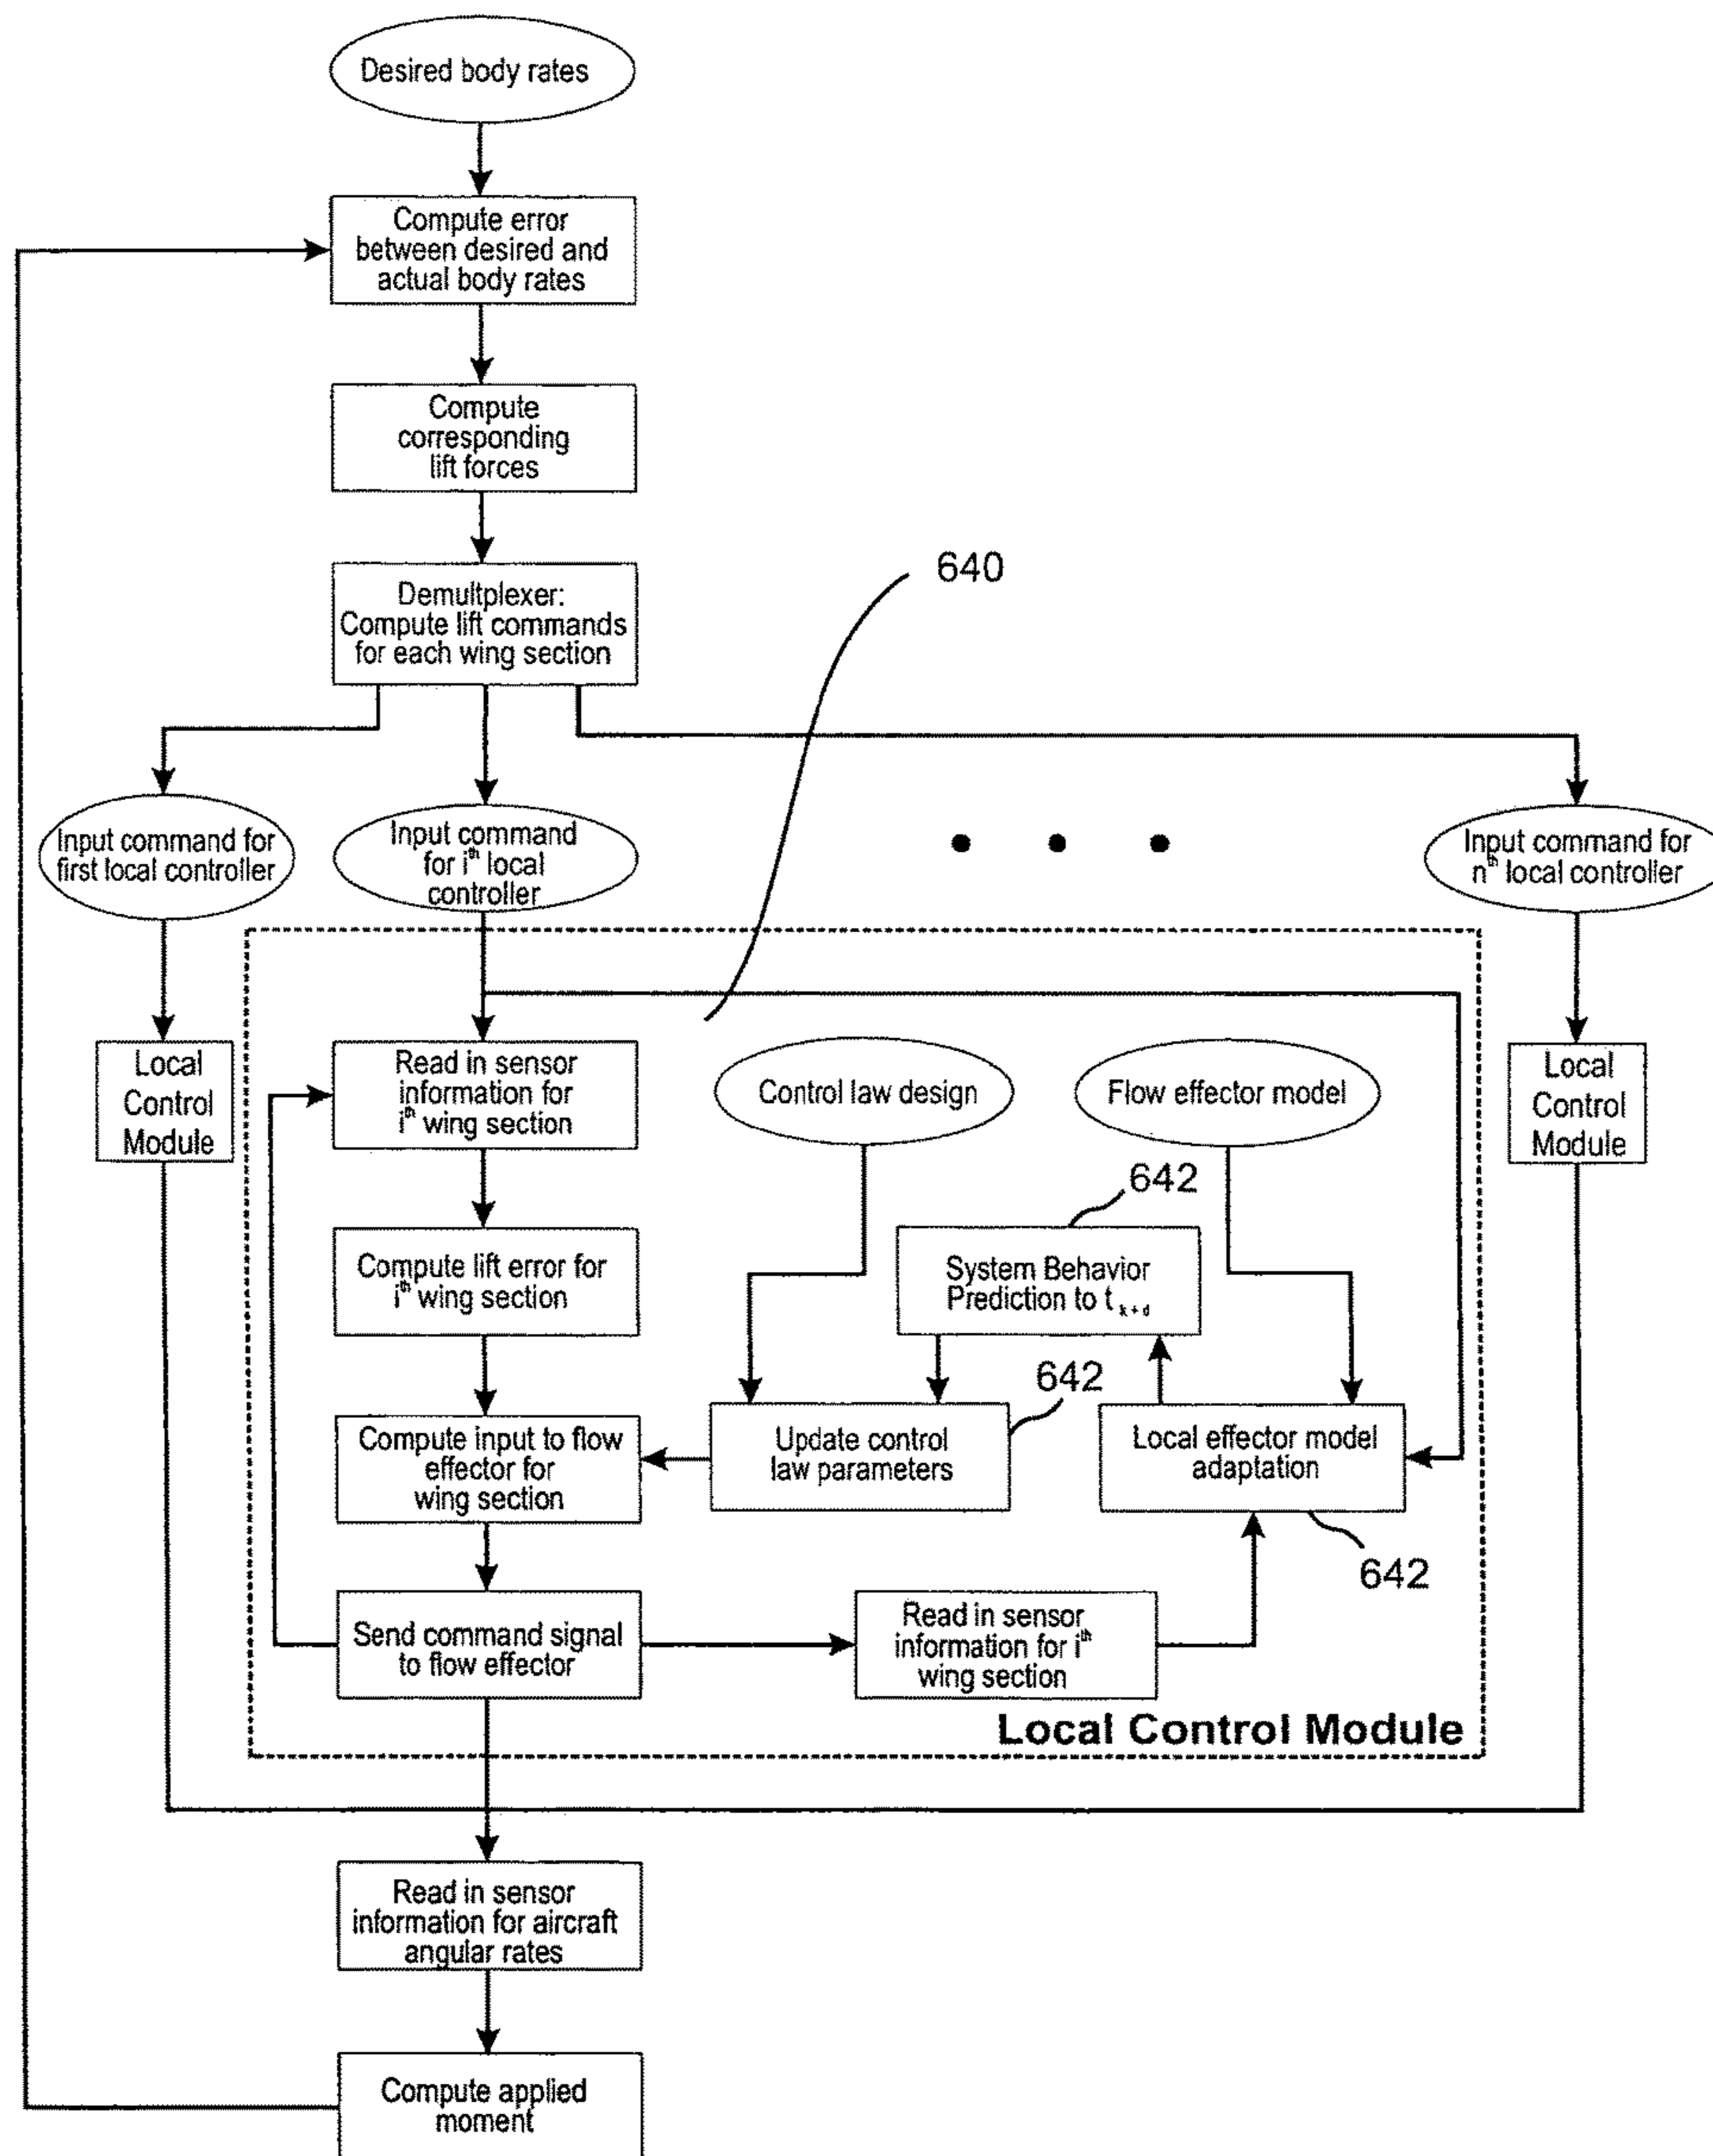 Desired body rates
Compute error
between desired and
actual body rates
Compute
corresponding
lift forces
Demultplexer:
Compute lift commands
for each wing section
640
Input command for
first local controller
Input command
for ith local
controller
Input command for
nth local controller
Local
Control
Module
Read in sensor
information for
ith wing section
Control law design
Flow effector model
Local
Control
Module
642
Compute lift error for
ith wing section
System Behavior
Prediction to t k + d
642
Compute input to flow
effector for
wing section
Update control
law parameters
Local effector model
adaptation
642
Send command signal
to flow effector
Read in sensor
information for ith
wing section
Local Control Module
Read in sensor
information for aircraft
angular rates
Compute applied
moment